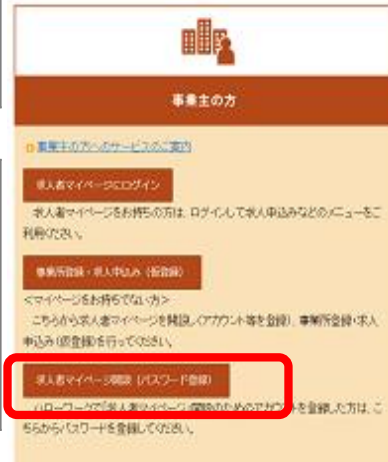 事業主の方
事業主の方へのサービスのご案内
求人者マイページにログイン
求人者マイページをお持ちの方は、ログインして求人申込みなどのメニューをご
利用ください。
事業所登録・求人申込み（仮登録）
<マイページをお持ちでない方>
こちらから求人者マイページを開設（アカウント等を登録）、事業所登録・求人
申込み（仮登録）を行ってください。
求人者マイページ開設（パスワード登録）
ハローワークで「求人者マイページ」開設のためのアカウントを登録した方は、こ
ちらからパスワードを登録してください。